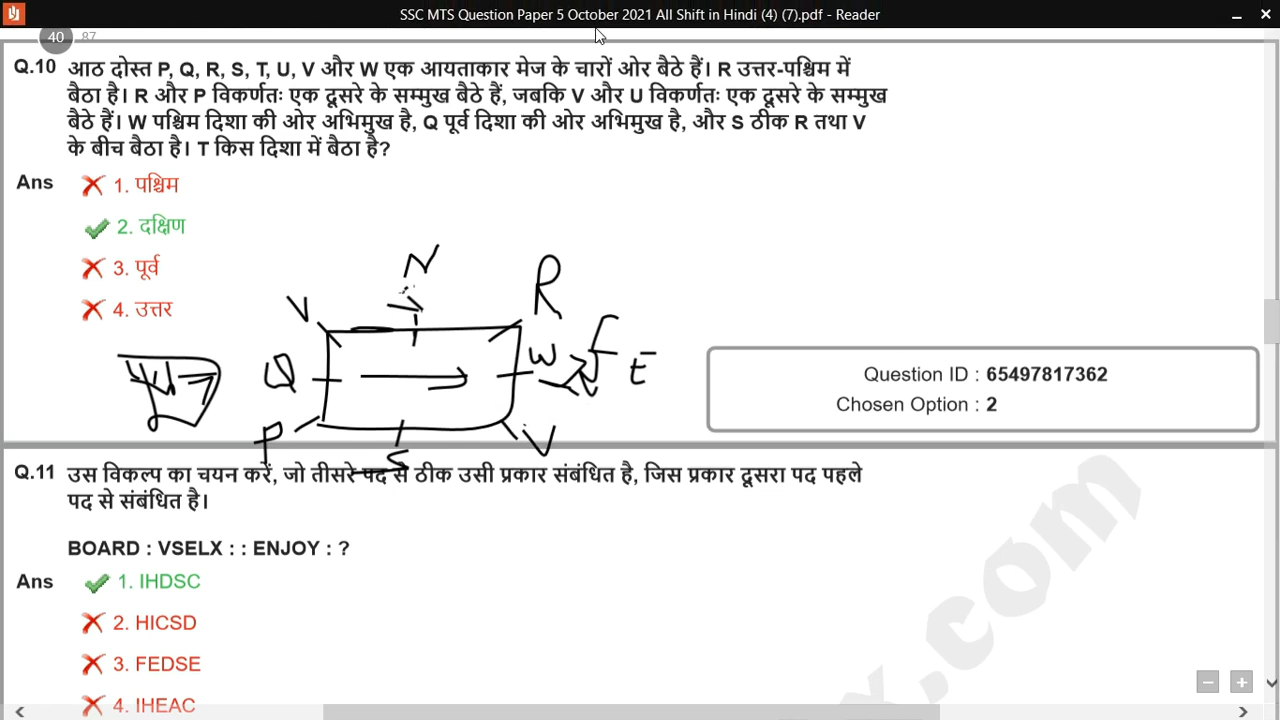 SSC MTS Question Paper 5 October 2021 All Shift in Hindi (4) (7).pdf - Reader
40 87
Q.10 आठ दोस्त P, Q, R, S, T, U, V और W एक आयताकार मेज के चारों ओर बैठे हैं। R उत्तर-पश्चिम में
बैठा है। R और P विकर्णतः एक दूसरे के सम्मुख बैठे हैं, जबकि V और U विकर्णतः एक दूसरे के सम्मुख
बैठे हैं। W पश्चिम दिशा की ओर अभिमुख है, Q पूर्व दिशा की ओर अभिमुख है, और S ठीक R तथा V
के बीच बैठा है। T किस दिशा में बैठा है?
Ans 1. पश्चिम
2. दक्षिण
3. पूर्व
4. उत्तर
N
R
V
Q
W
E
P
S
V
Question ID : 65497817362
Chosen Option : 2
Q.11 उस विकल्प का चयन करें, जो तीसरे पद से ठीक उसी प्रकार संबंधित है, जिस प्रकार दूसरा पद पहले
पद से संबंधित है।
BOARD : VSELX : : ENJOY : ?
Ans 1. IHDSC
2. HICSD
3. FEDSE
4. IHEAC
x.com